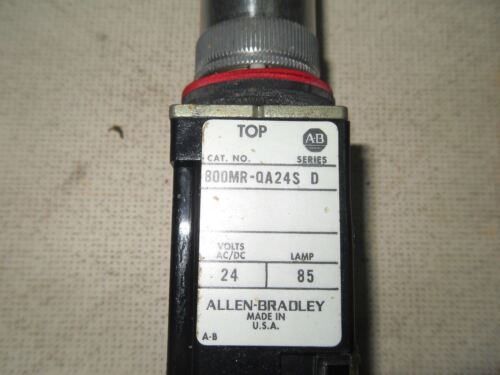 TOP
A-B
CAT. NO. SERIES
800MR-QA24S D
VOLTS
AC/DC LAMP
24 85
ALLEN-BRADLEY
MADE IN
U.S.A.
A-B